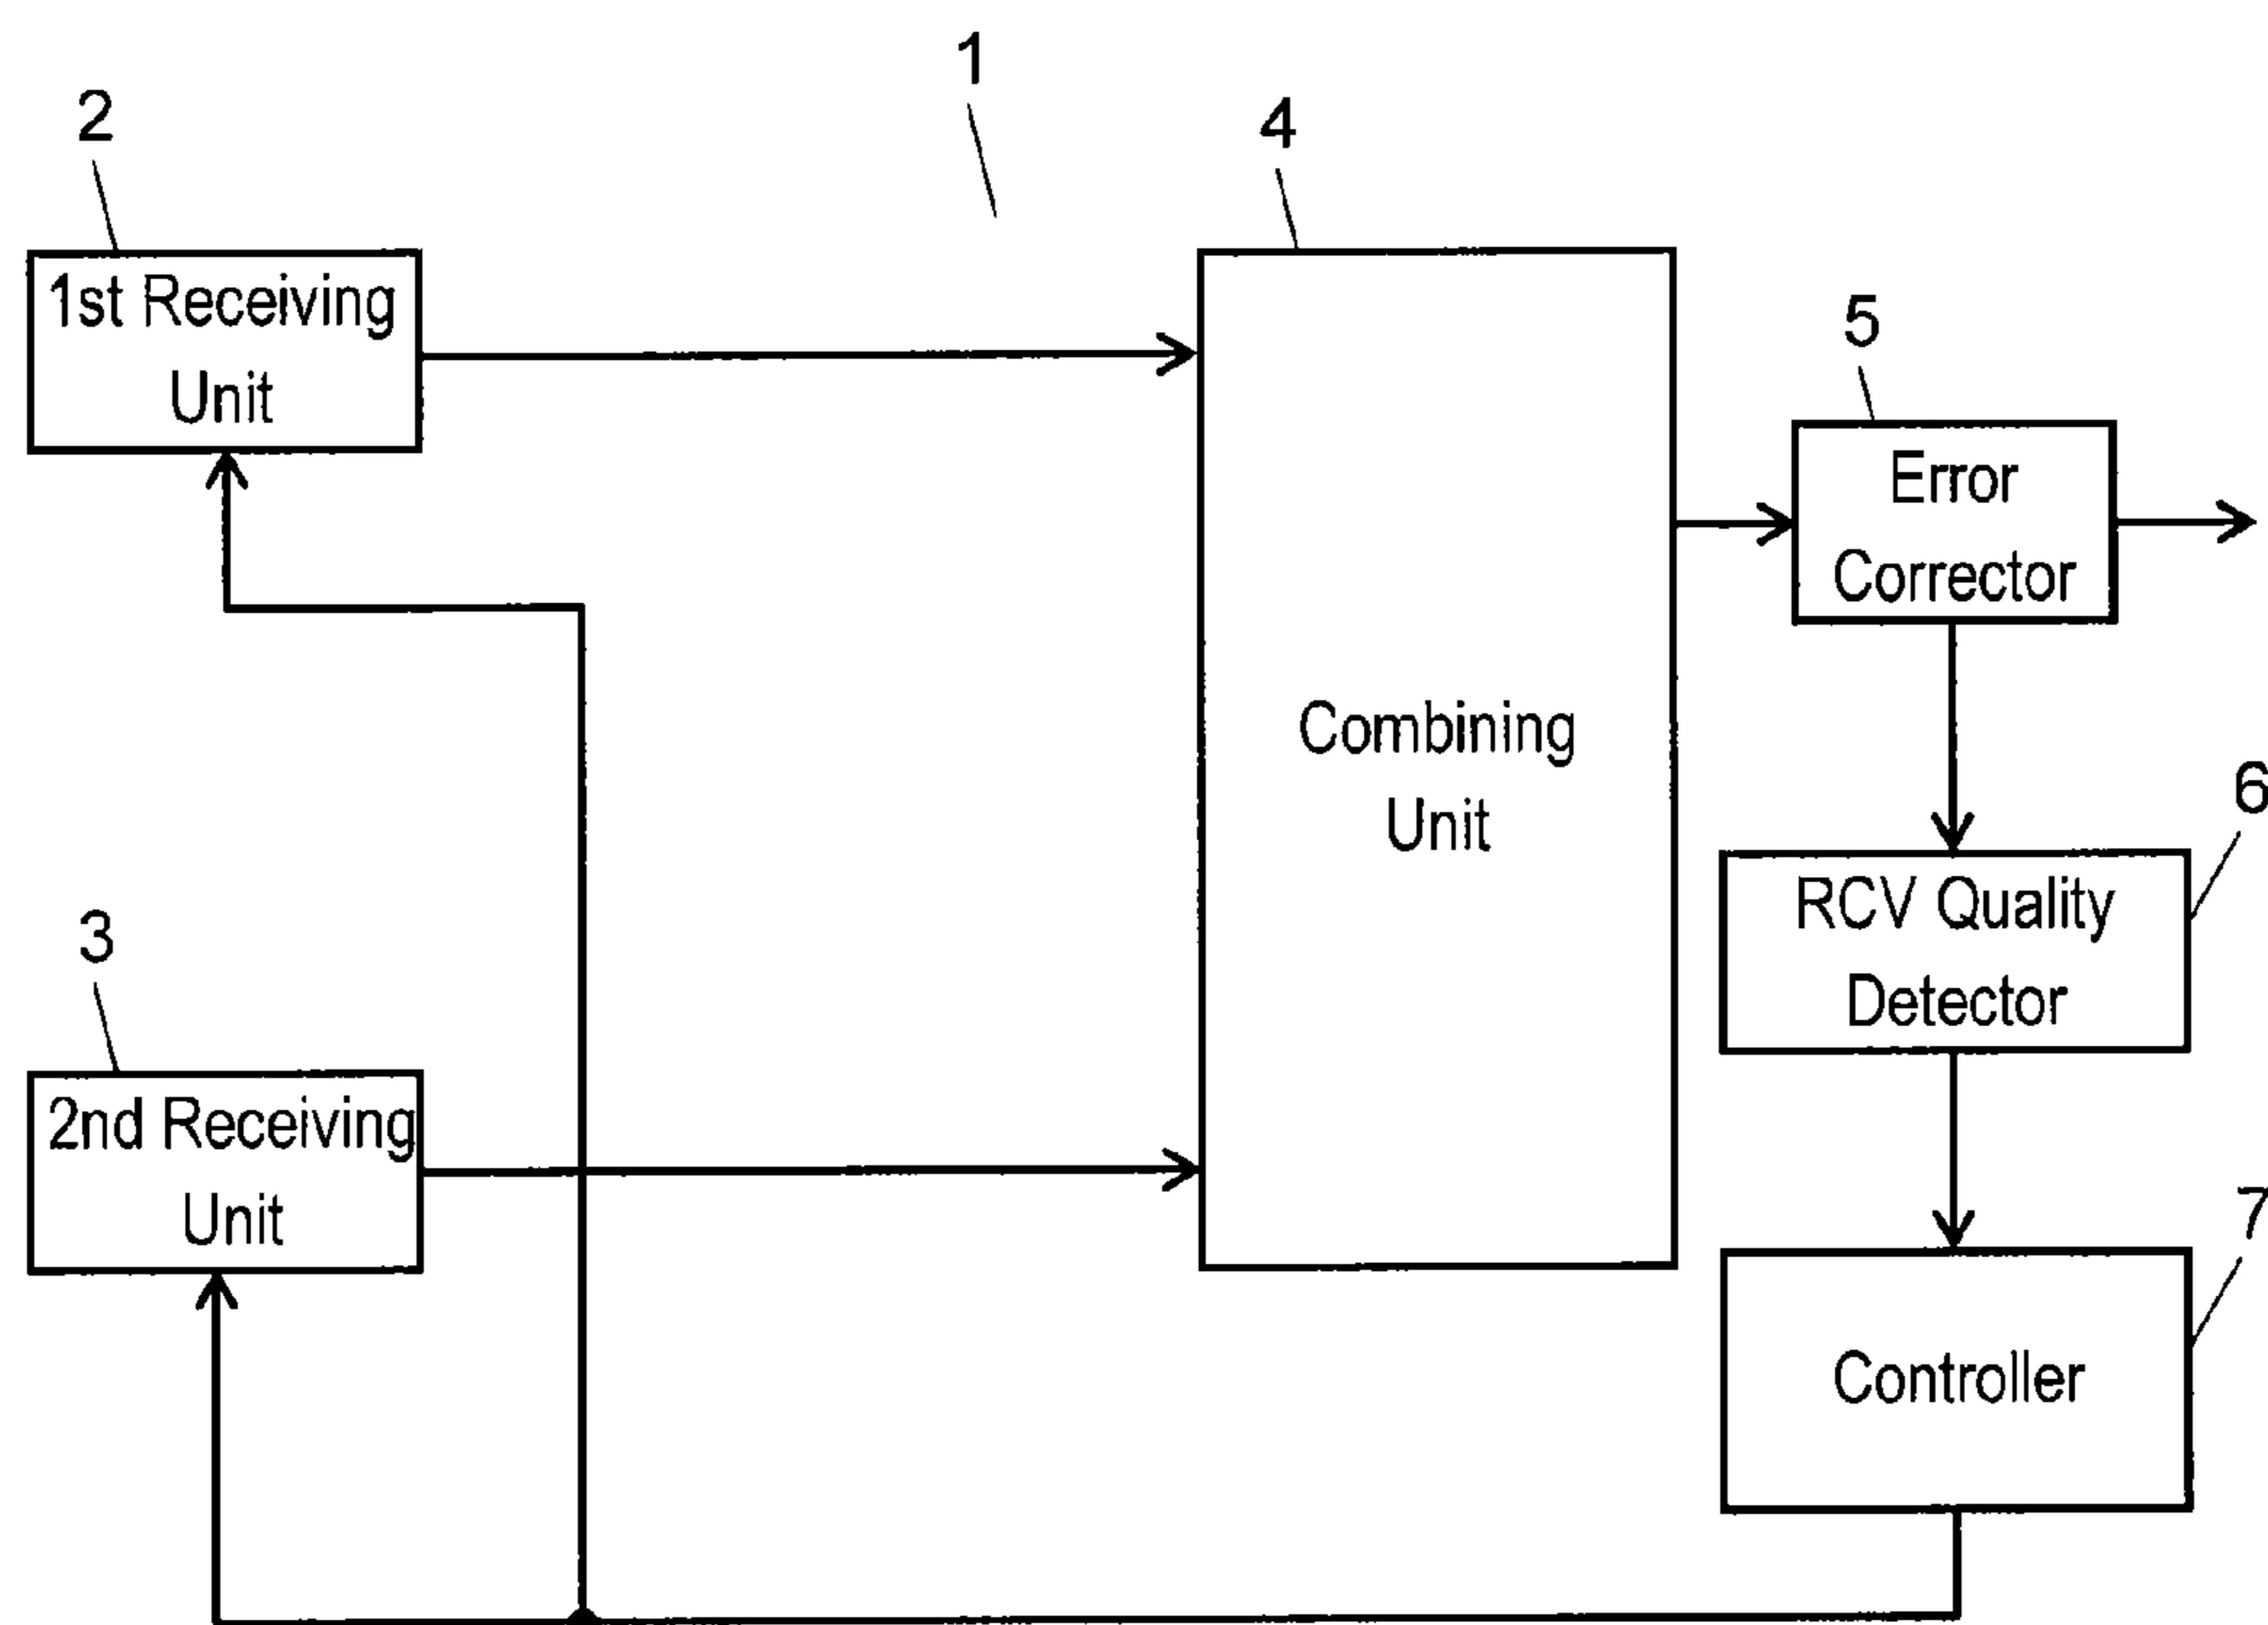 1
2
4
1st Receiving
Unit
5
Error
Corrector
Combining
Unit
6
RCV Quality
Detector
3
2nd Receiving
Unit
7
Controller